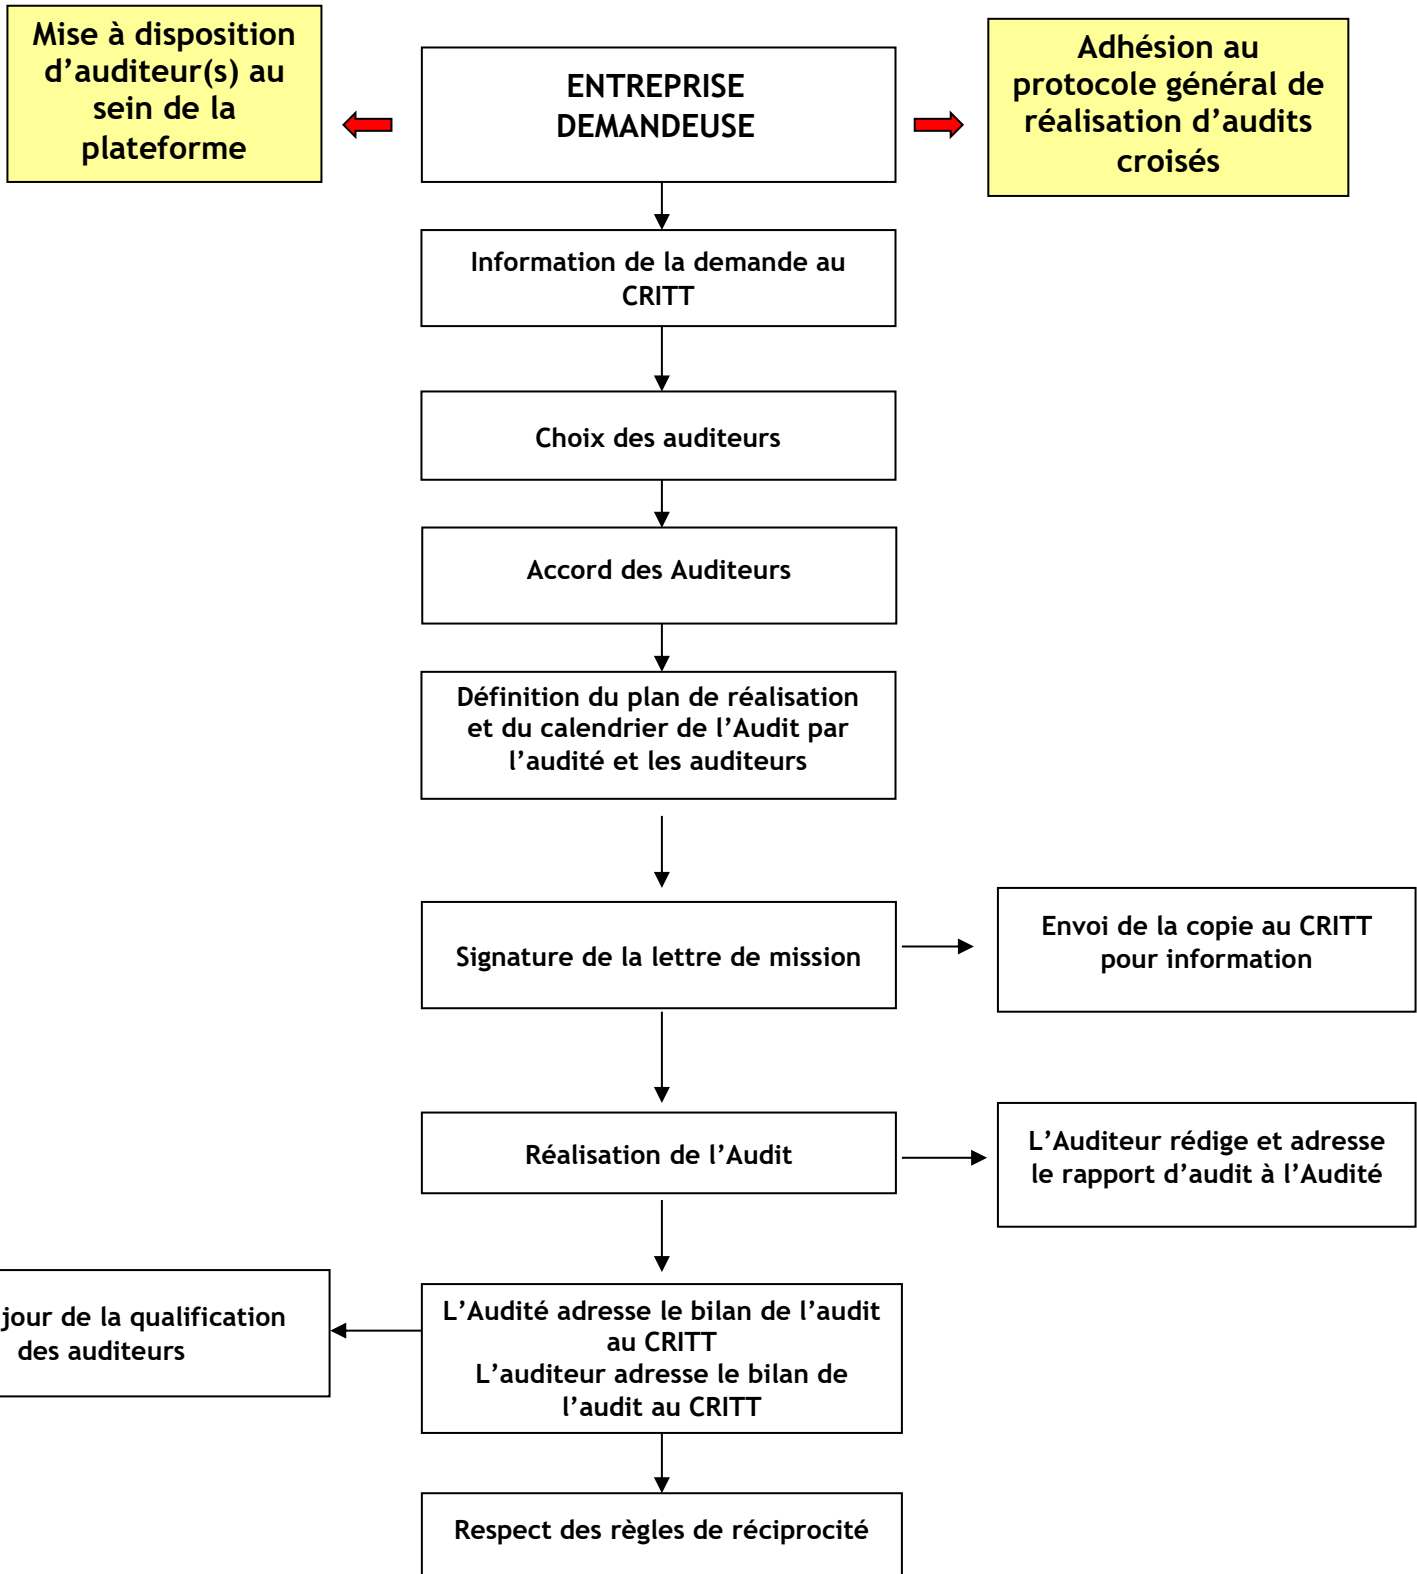 Mise à disposition
d’auditeur(s) au
sein de la
plateforme
ENTREPRISE
DEMANDEUSE
Adhésion au
protocole général de
réalisation d’audits
croisés
Information de la demande au
CRITT
Choix des auditeurs
Accord des Auditeurs
Définition du plan de réalisation
et du calendrier de l’Audit par
l’audité et les auditeurs
Signature de la lettre de mission
Envoi de la copie au CRITT
pour information
Réalisation de l’Audit
L’Auditeur rédige et adresse
le rapport d’audit à l’Audité
jour de la qualification
des auditeurs
L’Audité adresse le bilan de l’audit
au CRITT
L’auditeur adresse le bilan de
l’audit au CRITT
Respect des règles de réciprocité